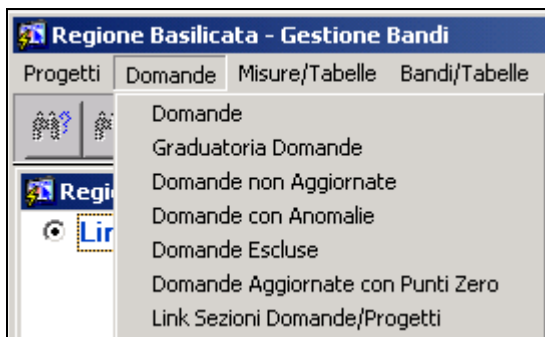 Regione Basilicata - Gestione Bandi
Progetti Domande Misure/Tabelle Bandi/Tabelle
Domande
Graduatoria Domande
Domande non Aggiornate
Domande con Anomalie
Domande Escluse
Domande Aggiornate con Punti Zero
Link Sezioni Domande/Progetti